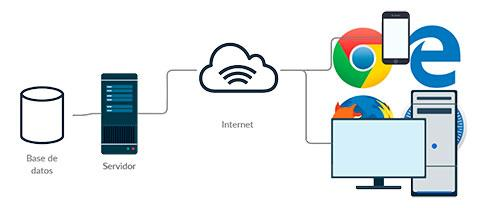 Internet
Base de
datos
Servidor